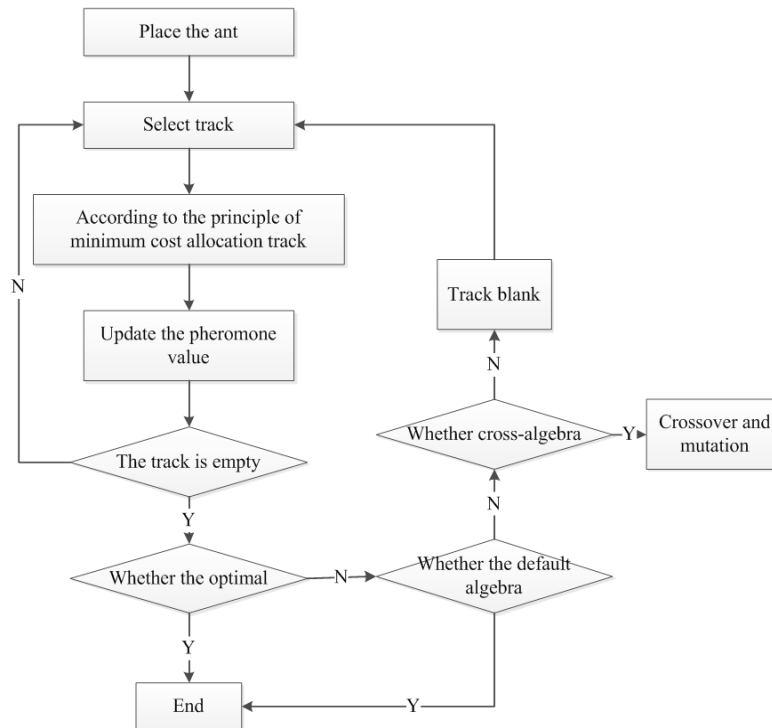 Place the ant
Select track
According to the principle of
minimum cost allocation track
N
Track blank
Update the pheromone
value
N
Whether cross-algebra
Y
Crossover and
mutation
The track is empty
N
Y
Whether the optimal
N
Whether the default
algebra
Y
End
Y